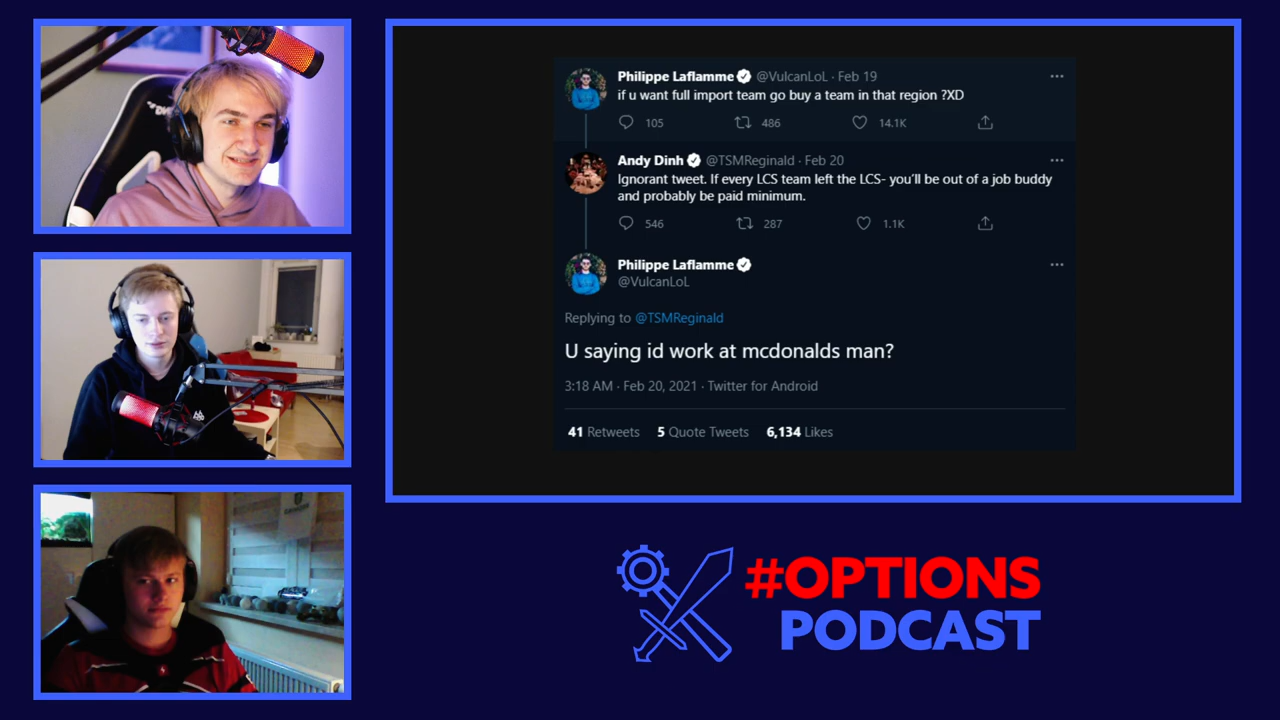 Philippe Laflamme @VulcanLoL · Feb 19
if u want full import team go buy a team in that region ?XD
105 486 14.1K
Andy Dinh @TSMReginald · Feb 20
Ignorant tweet. If every LCS team left the LCS- you'll be out of a job buddy
and probably be paid minimum.
546 287 1.1K
Philippe Laflamme
@VulcanLoL
Replying to @TSMReginald
U saying id work at mcdonalds man?
3:18 AM · Feb 20, 2021 · Twitter for Android
41 Retweets 5 Quote Tweets 6,134 Likes
#OPTIONS
PODCAST